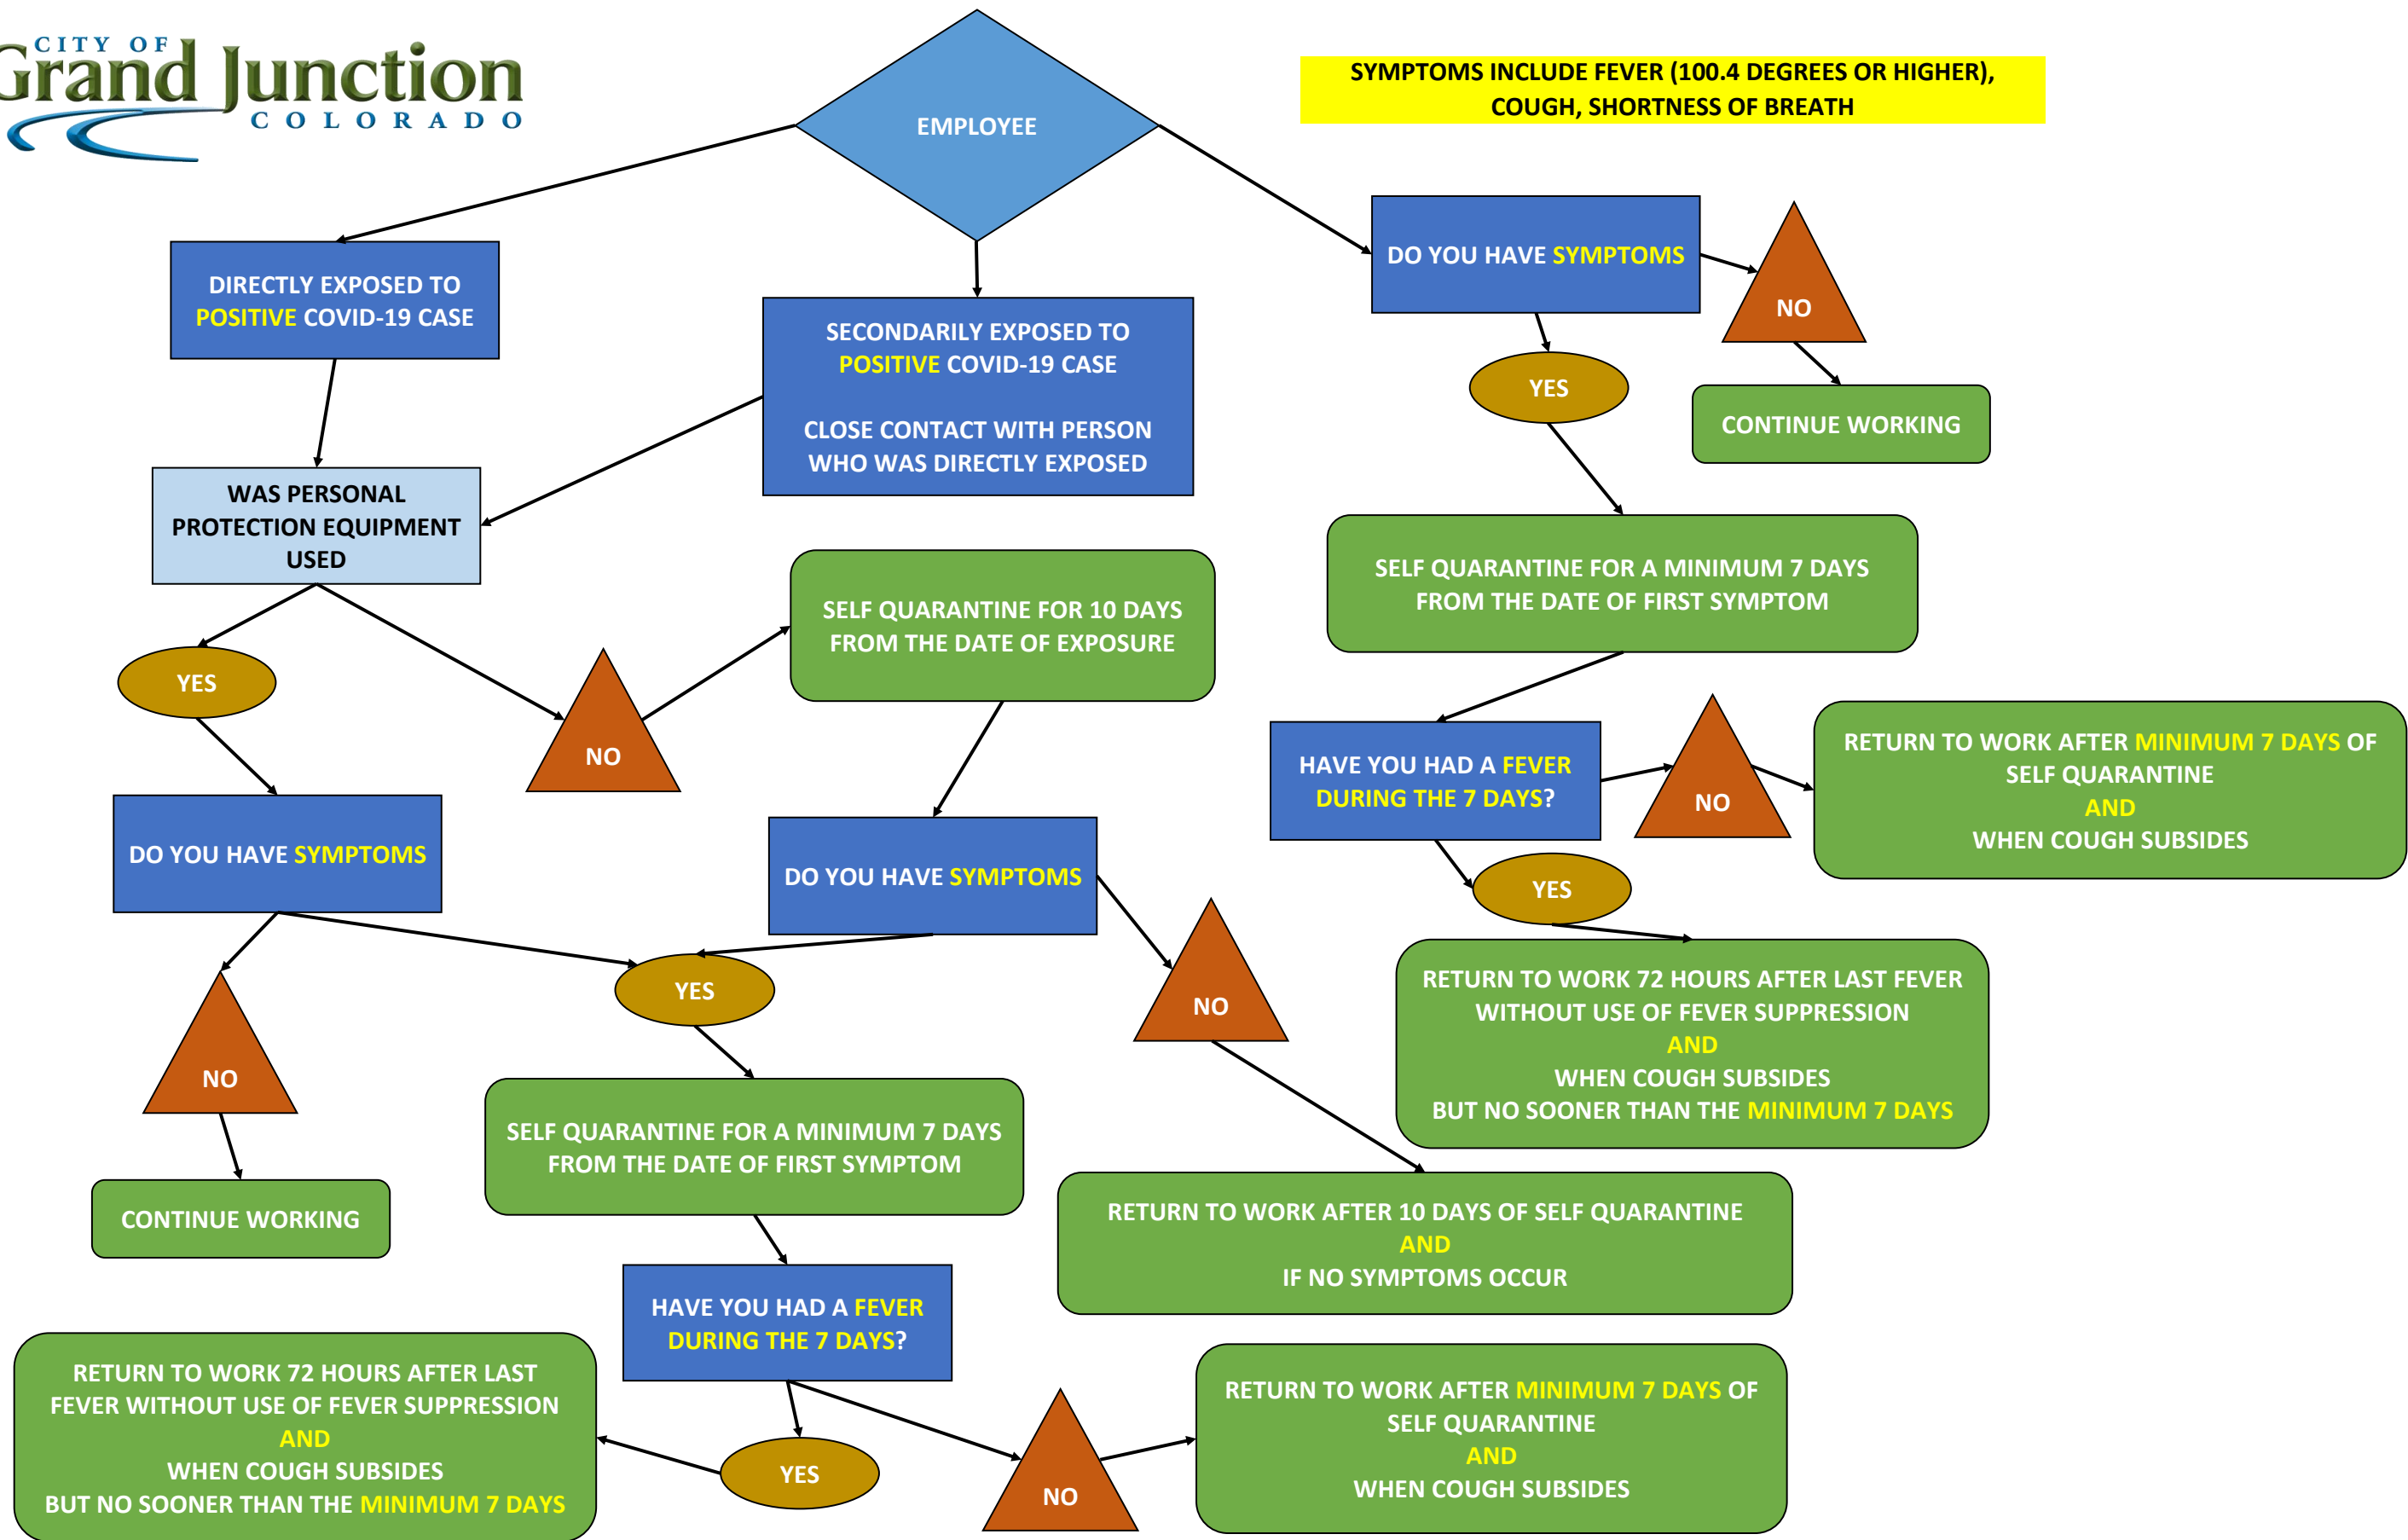 CITY OF
Grand Junction
COLORADO
EMPLOYEE
SYMPTOMS INCLUDE FEVER (100.4 DEGREES OR HIGHER),
COUGH, SHORTNESS OF BREATH
DIRECTLY EXPOSED TO
POSITIVE COVID-19 CASE
SECONDARILY EXPOSED TO
POSITIVE COVID-19 CASE
CLOSE CONTACT WITH PERSON
WHO WAS DIRECTLY EXPOSED
DO YOU HAVE SYMPTOMS
NO
YES
CONTINUE WORKING
WAS PERSONAL
PROTECTION EQUIPMENT
USED
SELF QUARANTINE FOR A MINIMUM 7 DAYS
FROM THE DATE OF FIRST SYMPTOM
SELF QUARANTINE FOR 10 DAYS
FROM THE DATE OF EXPOSURE
YES
NO
HAVE YOU HAD A FEVER
DURING THE 7 DAYS?
NO
RETURN TO WORK AFTER MINIMUM 7 DAYS OF
SELF QUARANTINE
AND
WHEN COUGH SUBSIDES
DO YOU HAVE SYMPTOMS
DO YOU HAVE SYMPTOMS
YES
RETURN TO WORK 72 HOURS AFTER LAST FEVER
WITHOUT USE OF FEVER SUPPRESSION
AND
WHEN COUGH SUBSIDES
BUT NO SOONER THAN THE MINIMUM 7 DAYS
YES
NO
NO
SELF QUARANTINE FOR A MINIMUM 7 DAYS
FROM THE DATE OF FIRST SYMPTOM
CONTINUE WORKING
RETURN TO WORK AFTER 10 DAYS OF SELF QUARANTINE
AND
IF NO SYMPTOMS OCCUR
HAVE YOU HAD A FEVER
DURING THE 7 DAYS?
RETURN TO WORK 72 HOURS AFTER LAST
FEVER WITHOUT USE OF FEVER SUPPRESSION
AND
WHEN COUGH SUBSIDES
BUT NO SOONER THAN THE MINIMUM 7 DAYS
YES
NO
RETURN TO WORK AFTER MINIMUM 7 DAYS OF
SELF QUARANTINE
AND
WHEN COUGH SUBSIDES